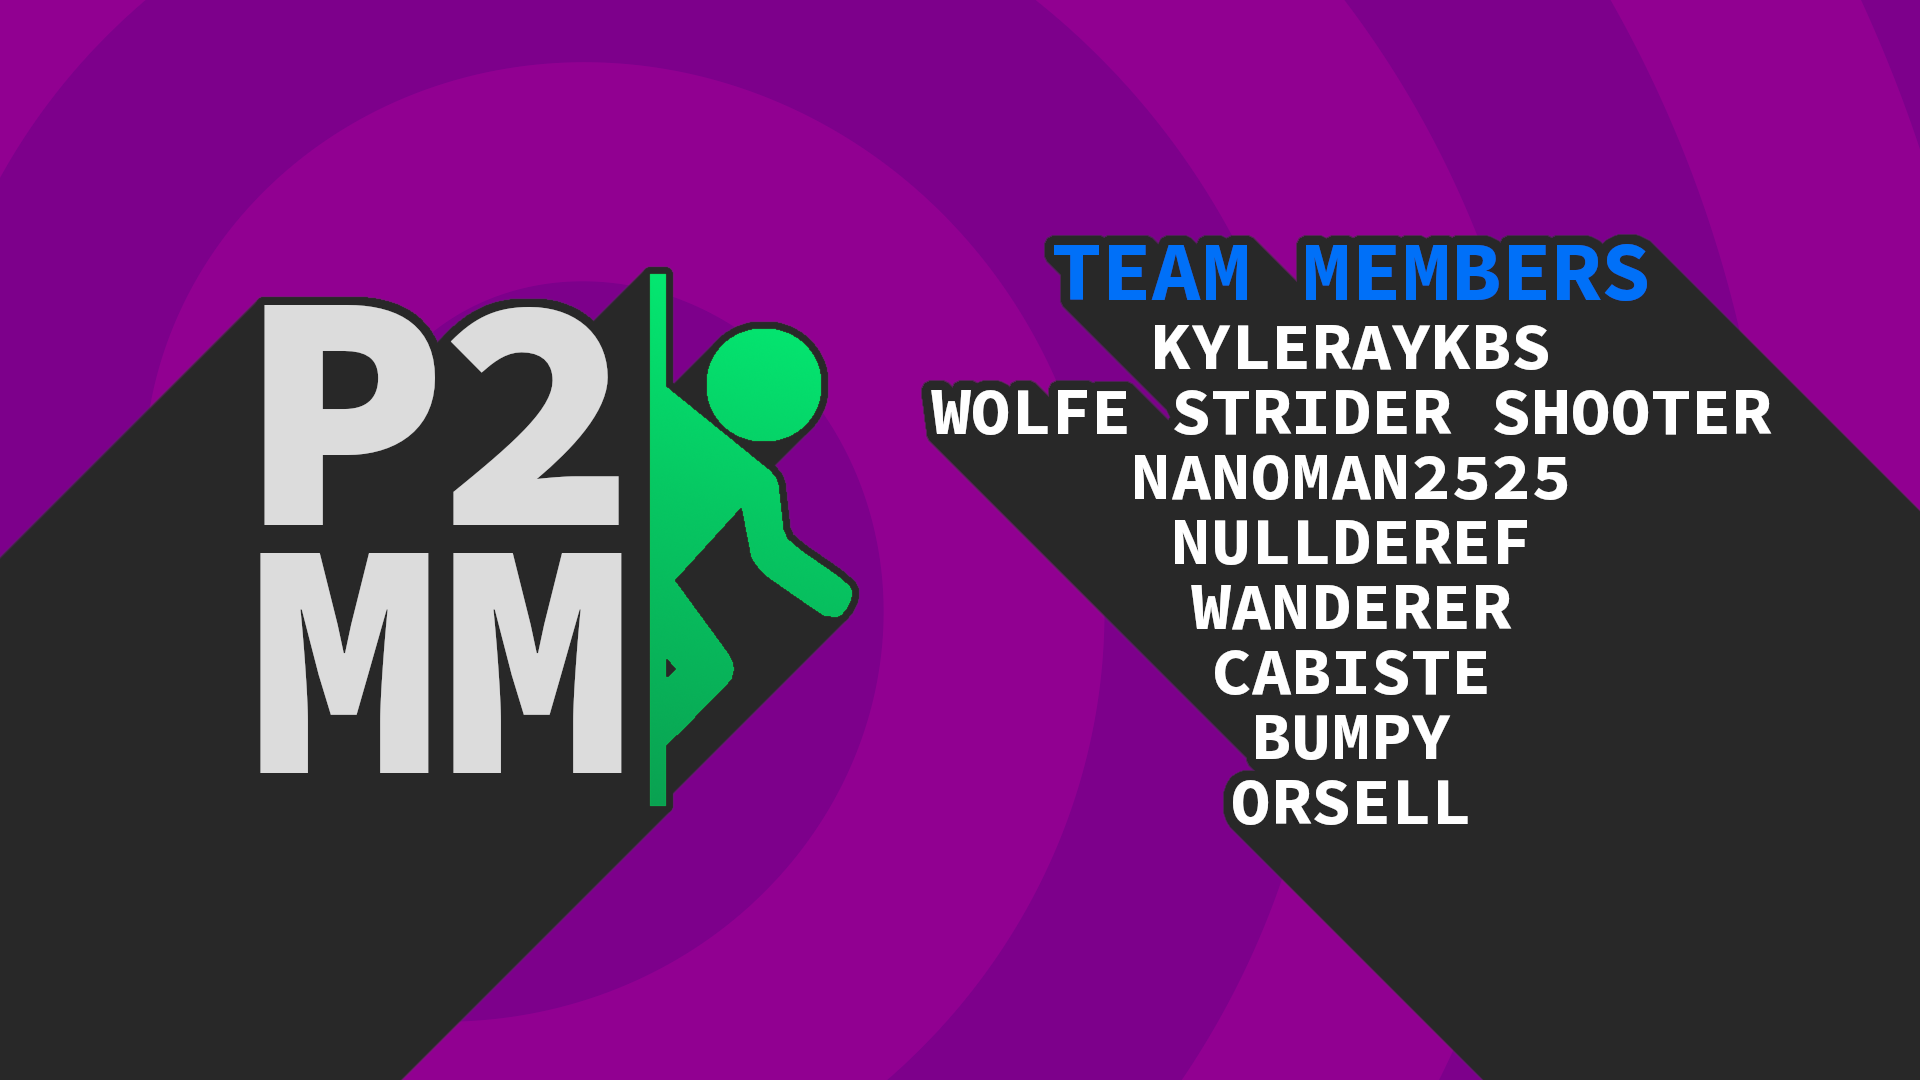 P2
MM
TEAM MEMBERS
KYLERAYKBS
WOLFE STRIDER SHOOTER
NANOMAN2525
NULLDEREF
WANDERER
CABISTE
BUMPY
ORSELL